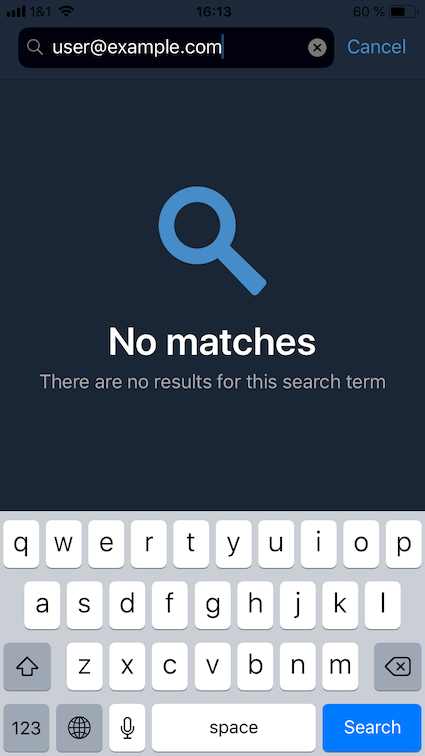 1&1 16:13 60 %
user@example.com Cancel
No matches
There are no results for this search term
q w e r t y u i o p
a s d f g h j k l
z x c v b n m
123 space Search